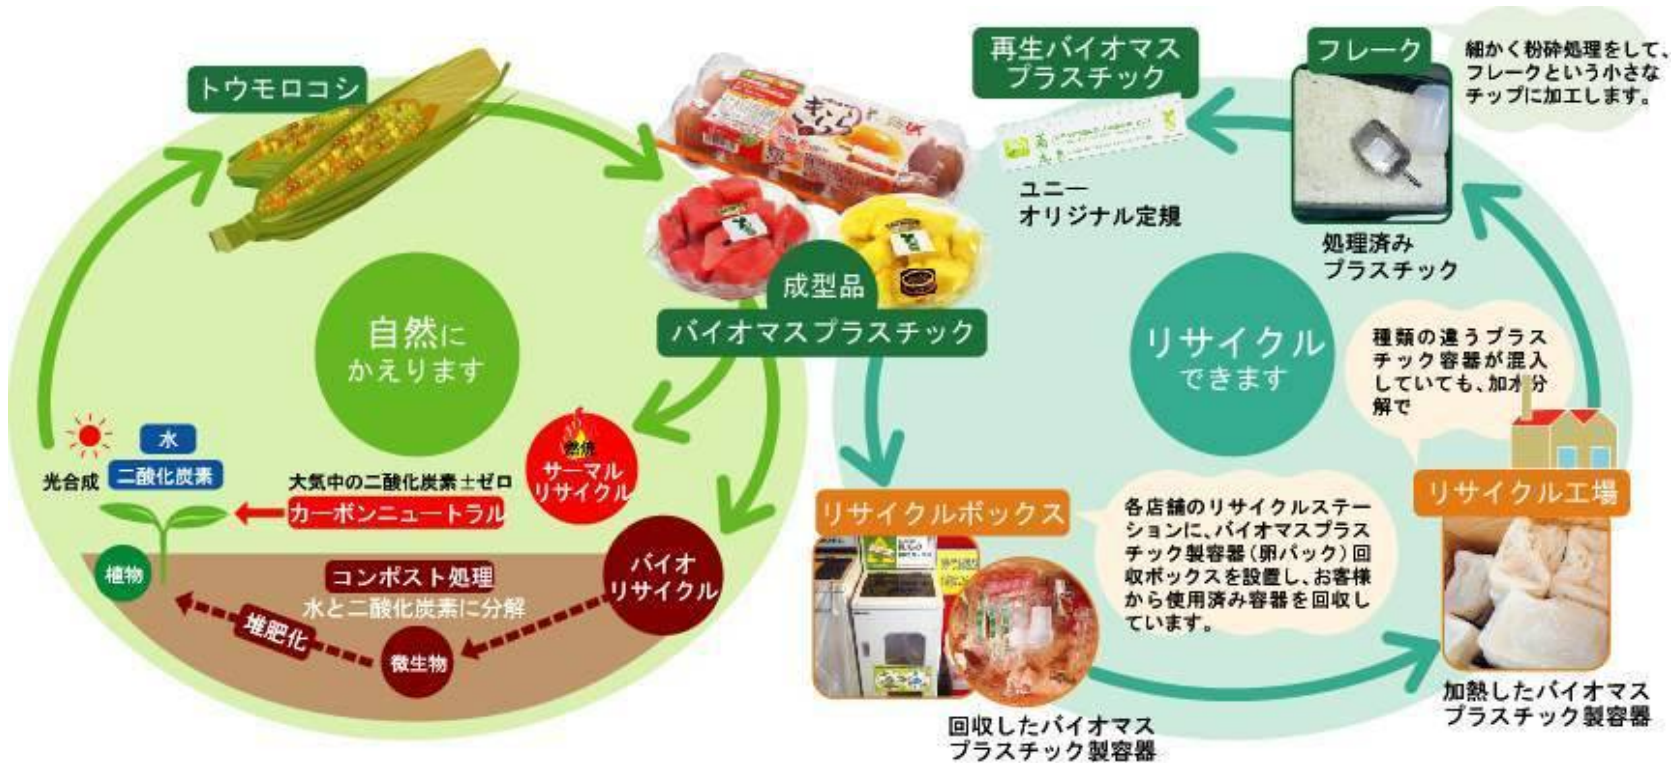 トウモロコシ
自然に
かえります
光合成
水
二酸化炭素
大気中の二酸化炭素±ゼロ
カーボンニュートラル
燃焼
サーマル
リサイクル
植物
コンポスト処理
水と二酸化炭素に分解
堆肥化
微生物
バイオ
リサイクル
成型品
バイオマスプラスチック
再生バイオマス
プラスチック
ユニー
オリジナル定規
フレーク
細かく粉砕処理をして、
フレークという小さな
チップに加工します。
処理済み
プラスチック
リサイクル
できます
種類の違うプラス
チック容器が混入
していても、加水分
解で
リサイクル工場
リサイクルボックス
各店舗のリサイクルステー
ションに、バイオマスプラス
チック製容器(卵パック)回
収ボックスを設置し、お客様
から使用済み容器を回収し
ています。
回収したバイオマス
プラスチック製容器
加熱したバイオマス
プラスチック製容器